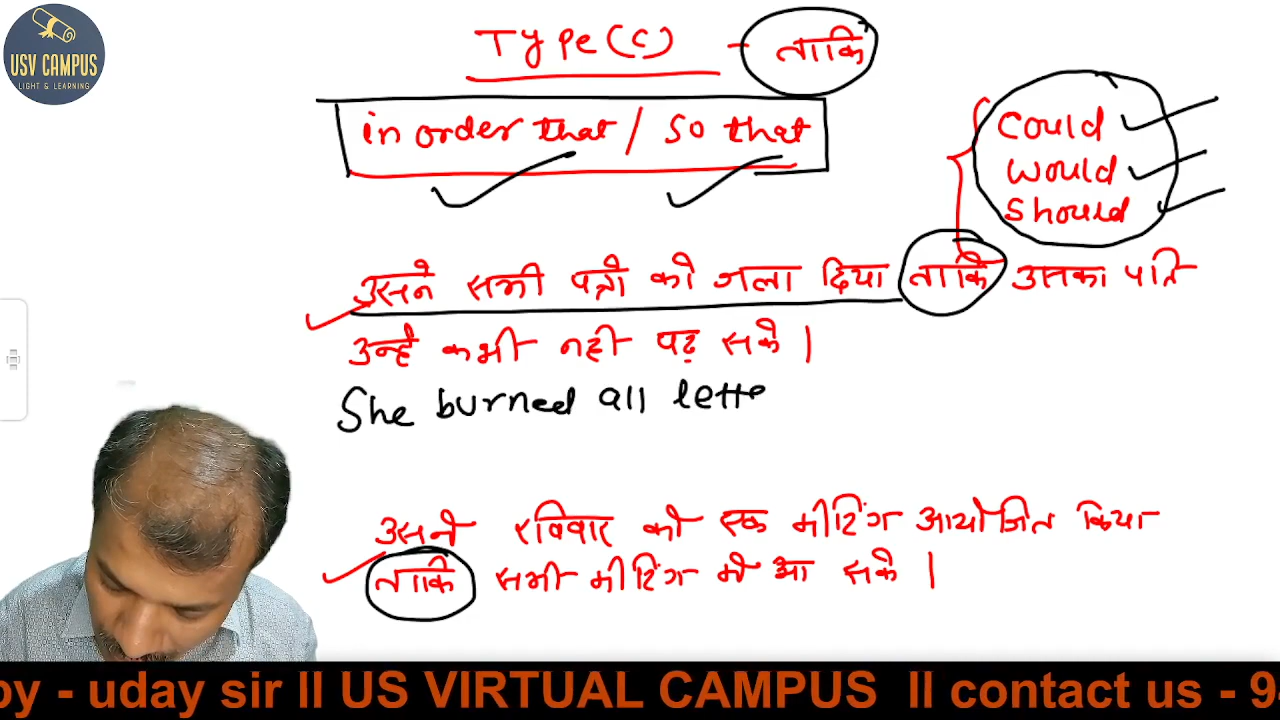 USV CAMPUS
LIGHT & LEARNING
Type(c) - ताकि
in order that / so that
could
would
should
उसने सभी पत्रो को जला दिया ताकि उसका पति
उन्हे कभी नही पढ़ सके।
She burned all lette
उसने रविवार को एक मीटिंग आयोजित किया
ताकि सभी मीटिंग मे आ सके।
by - uday sir II US VIRTUAL CAMPUS II contact us - 9